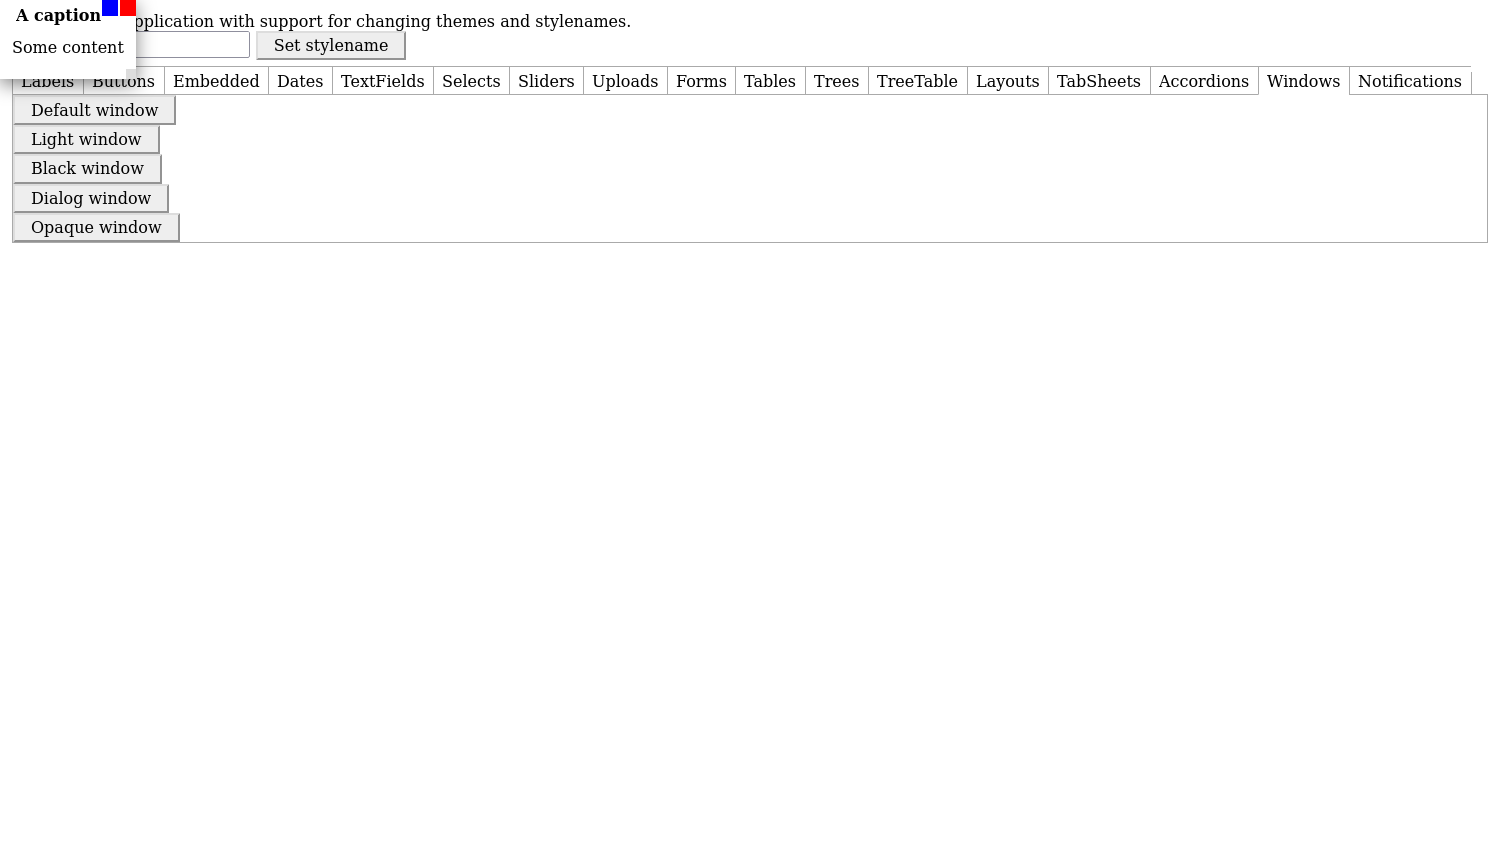 A caption
Some content
pplication with support for changing themes and stylenames.
Set stylename
Labels Buttons Embedded Dates TextFields Selects Sliders Uploads Forms Tables Trees TreeTable Layouts TabSheets Accordions Windows Notifications
Default window
Light window
Black window
Dialog window
Opaque window